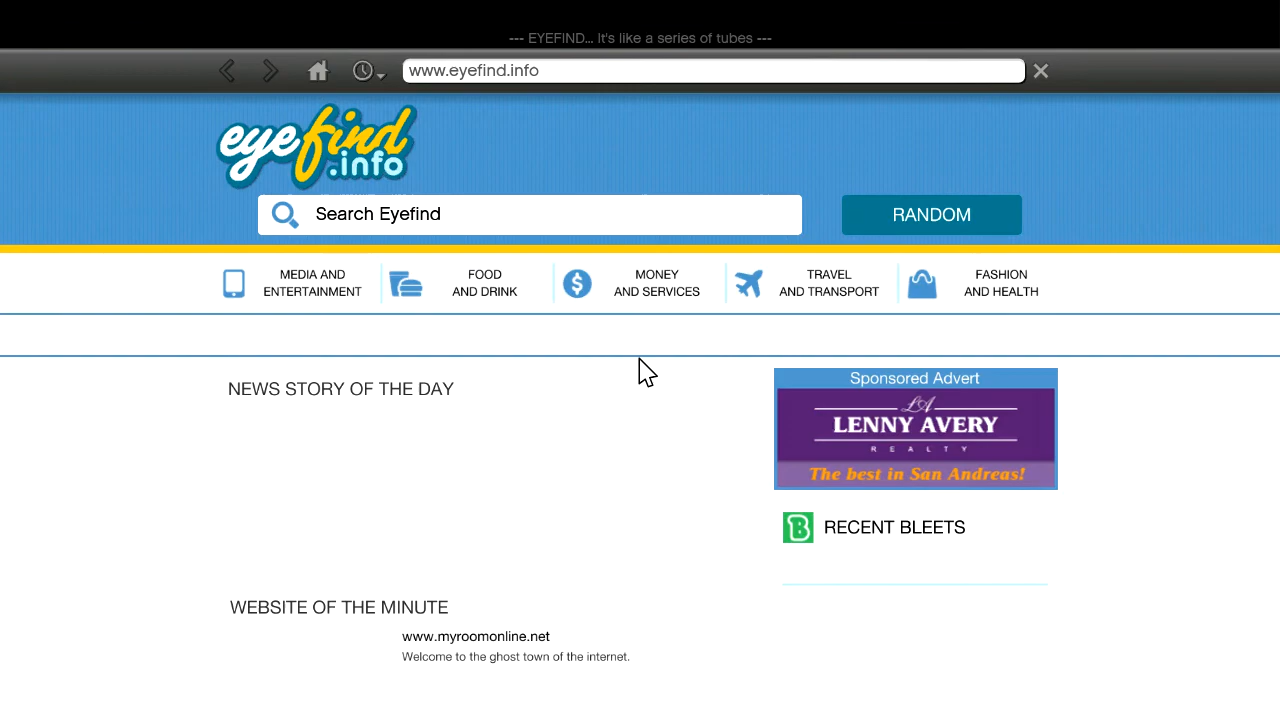 --- EYEFIND... It's like a series of tubes ---
www.eyefind.info
eyefind
.info
Search Eyefind
RANDOM
MEDIA AND
ENTERTAINMENT
FOOD
AND DRINK
MONEY
AND SERVICES
TRAVEL
AND TRANSPORT
FASHION
AND HEALTH
NEWS STORY OF THE DAY
Sponsored Advert
LA
LENNY AVERY
REALTY
The best in San Andreas!
B RECENT BLEETS
WEBSITE OF THE MINUTE
www.myroomonline.net
Welcome to the ghost town of the internet.